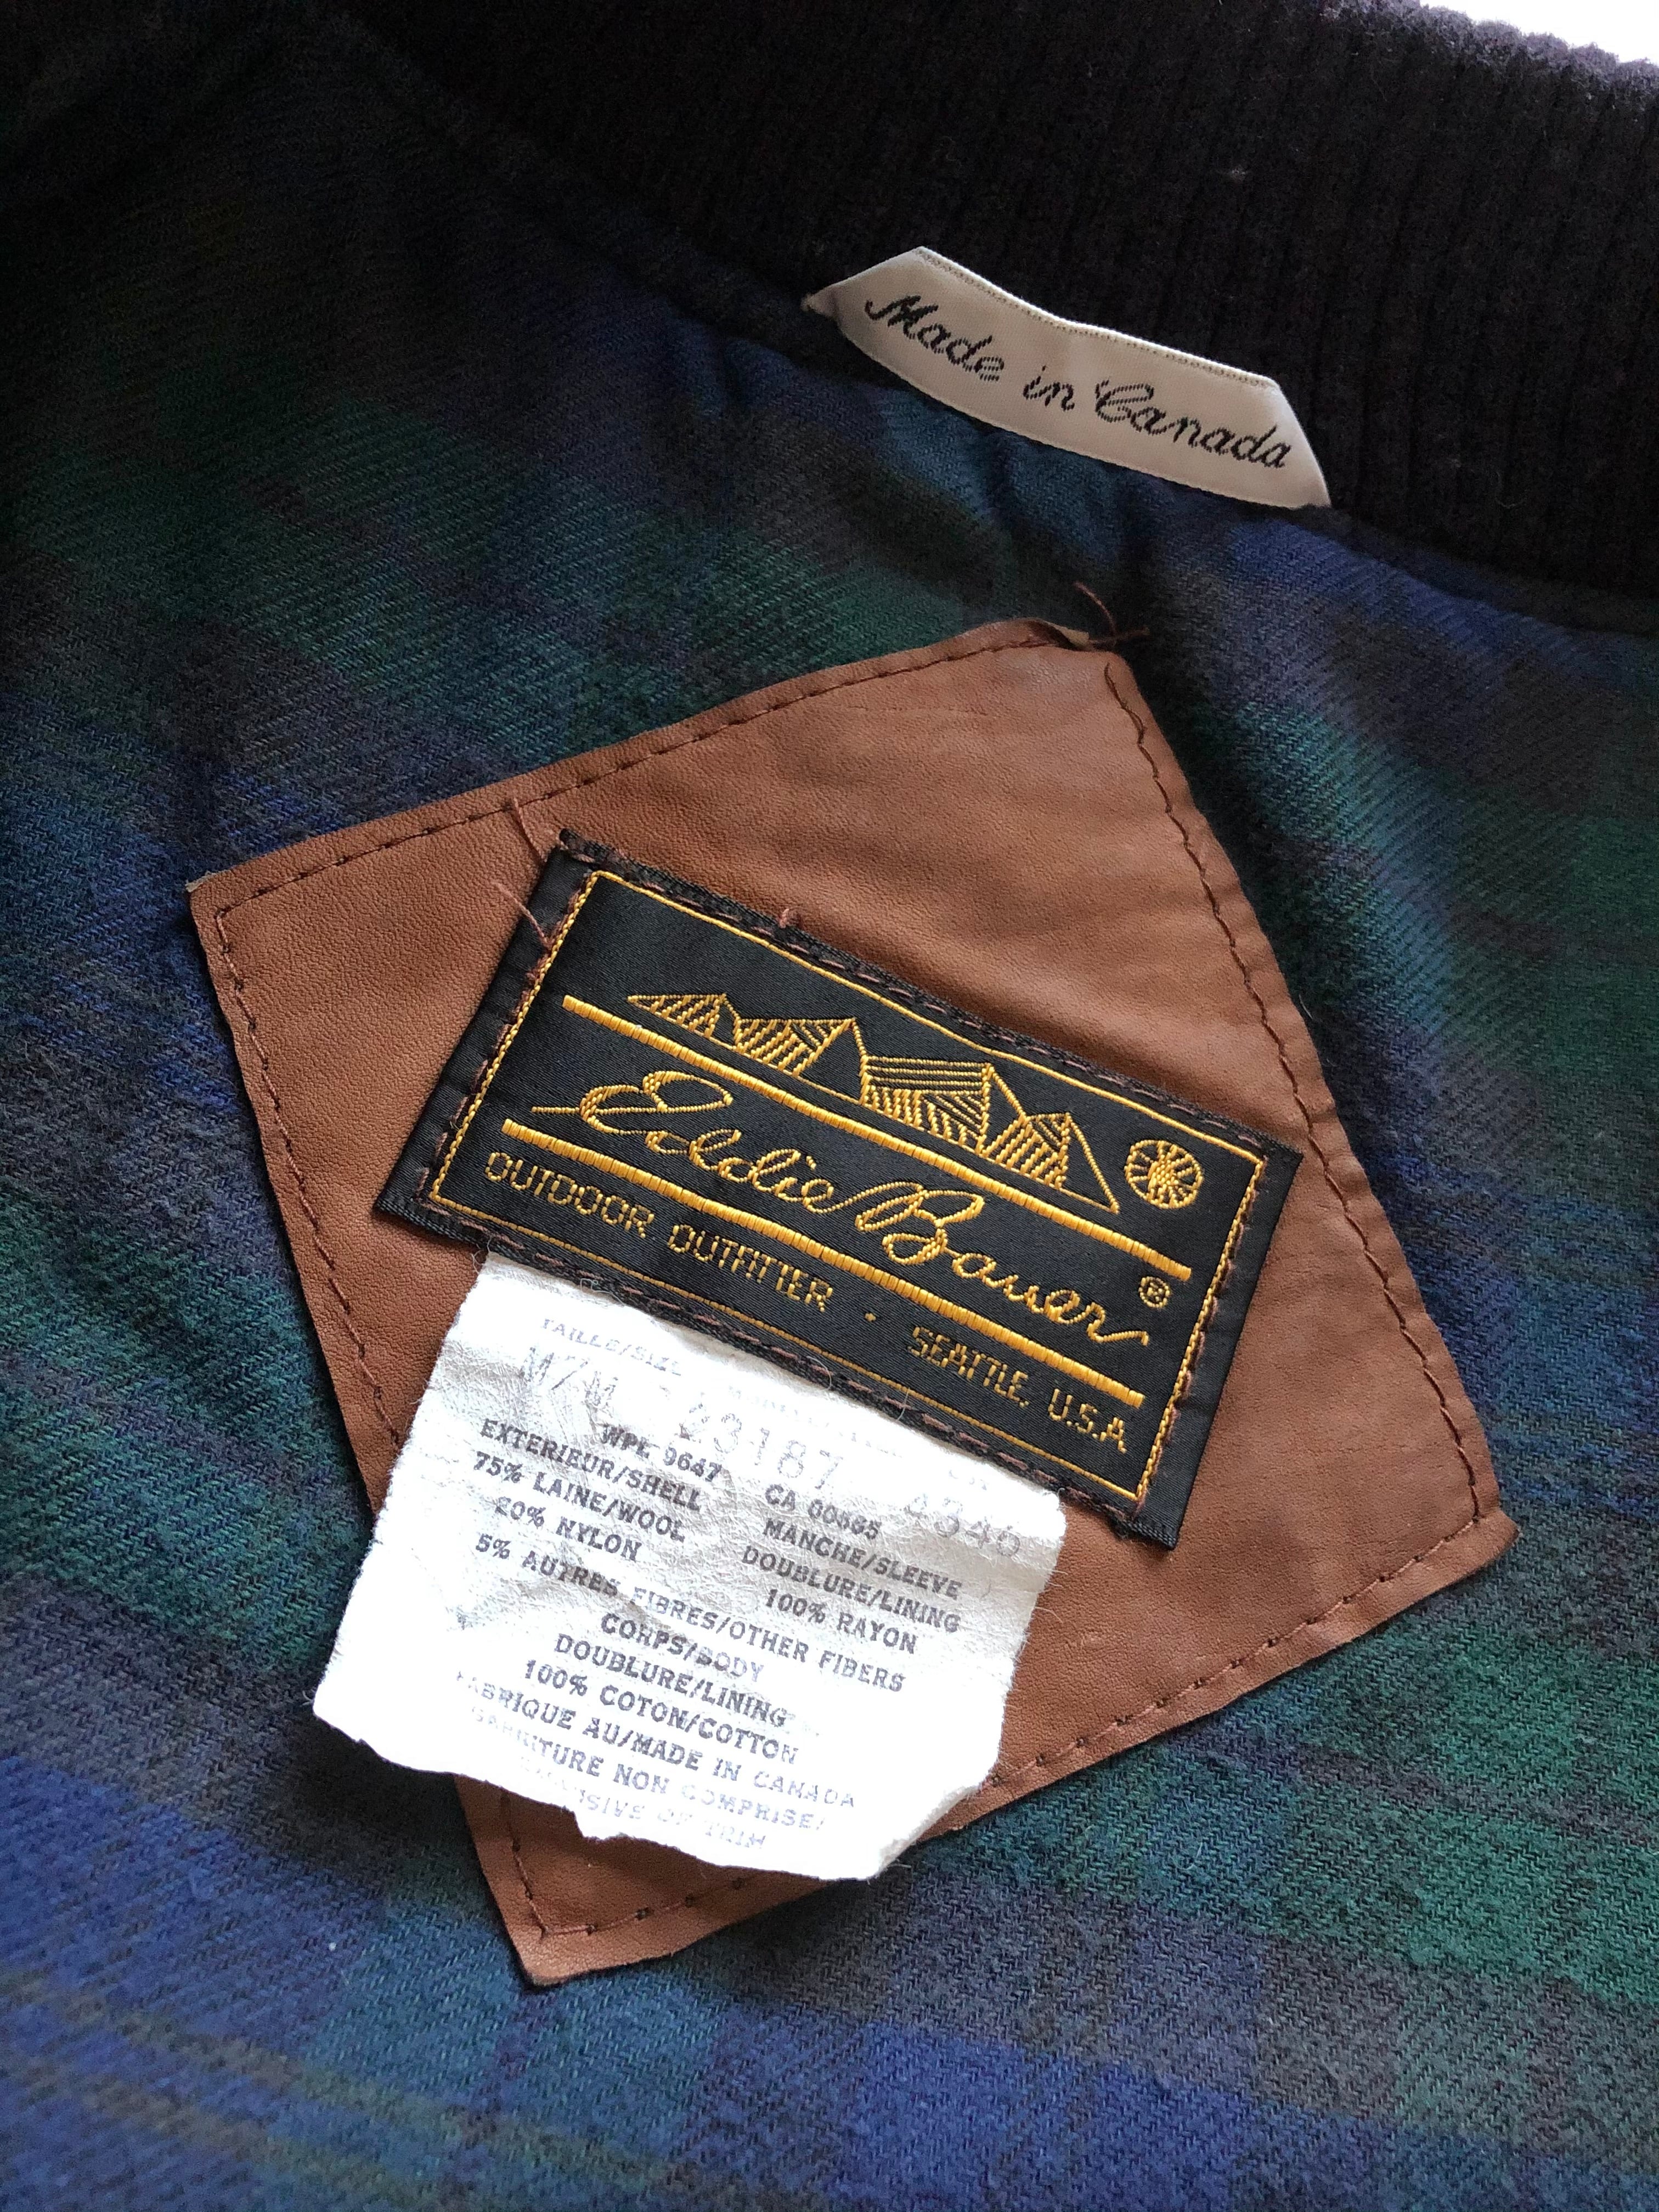 Made in Canada
Eddie Bauer ®
OUTDOOR OUTFITTER • SEATTLE, U.S.A
TAILLE/SIZE
M/M 23187 4346
WPL 9647 CA 00665
EXTERIEUR/SHELL MANCHE/SLEEVE
75% LAINE/WOOL DOUBLURE/LINING
20% NYLON 100% RAYON
5% AUTRES FIBRES/OTHER FIBERS
CORPS/BODY
DOUBLURE/LINING
100% COTON/COTTON
FABRIQUE AU/MADE IN CANADA
GARNITURE NON COMPRISE/
OF TRIM